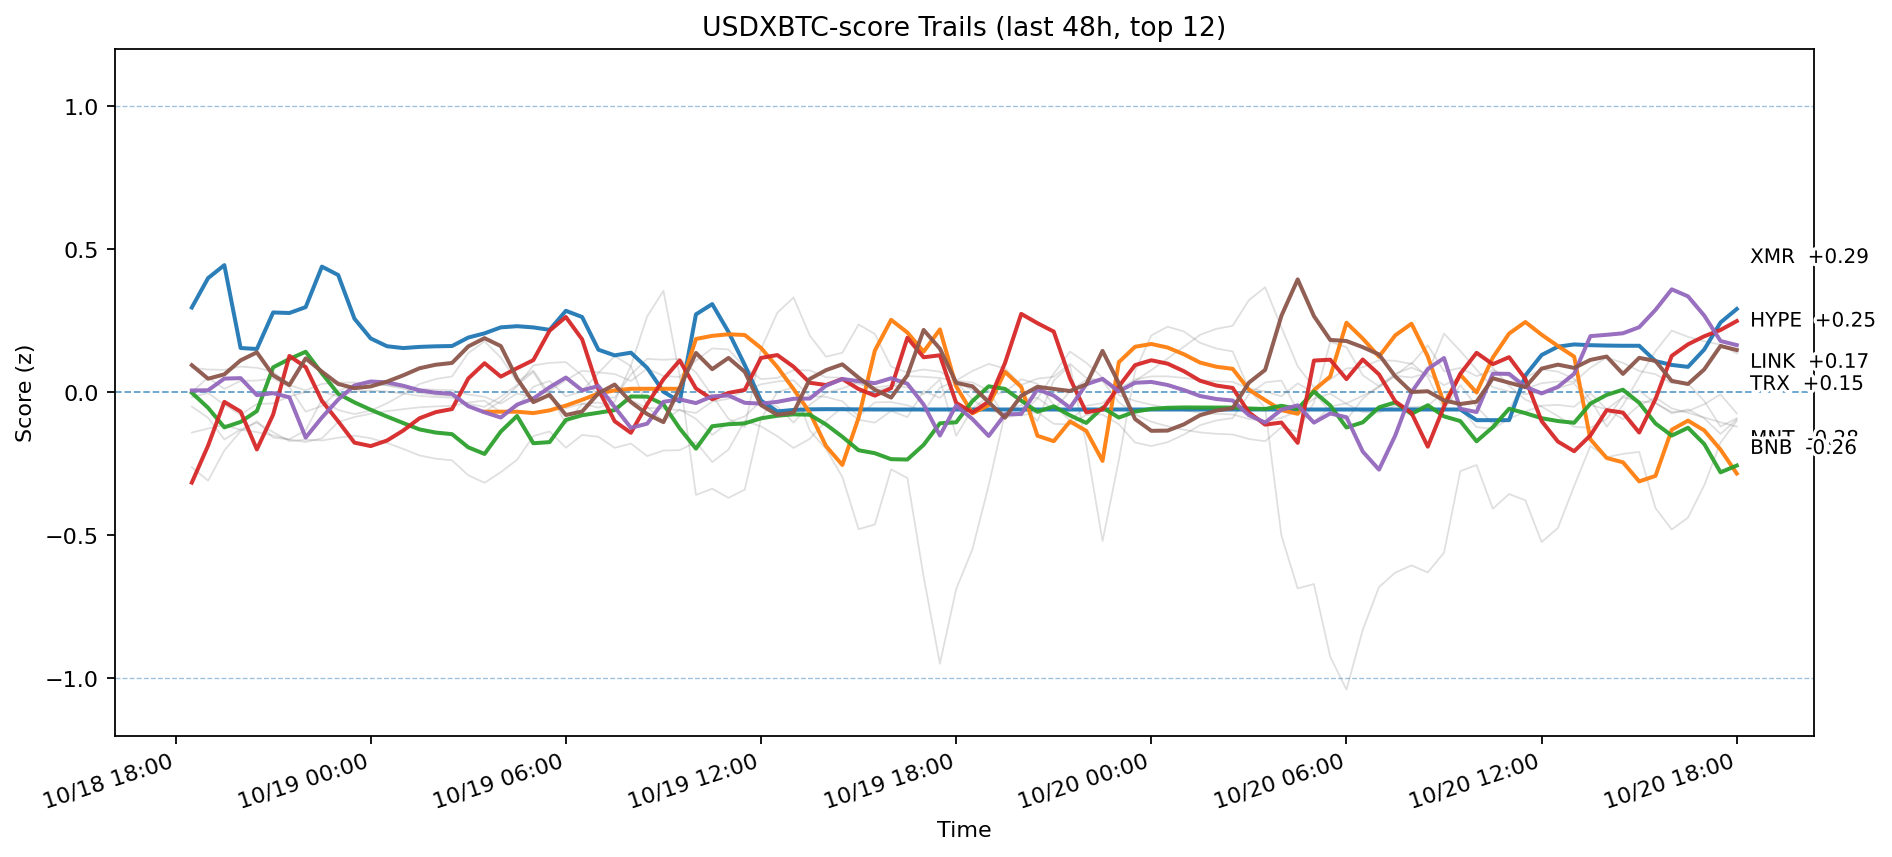 USDXBTC-score Trails (last 48h, top 12)
Score (z)
1.0
0.5
0.0
−0.5
−1.0
XMR +0.29
HYPE +0.25
LINK +0.17
TRX +0.15
MNT -0.28
BNB -0.26
10/18 18:00
10/19 00:00
10/19 06:00
10/19 12:00
10/19 18:00
10/20 00:00
10/20 06:00
10/20 12:00
10/20 18:00
Time